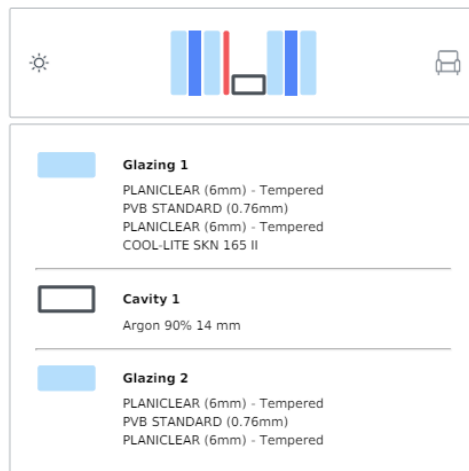 Glazing 1
PLANICLEAR (6mm) - Tempered
PVB STANDARD (0.76mm)
PLANICLEAR (6mm) - Tempered
COOL-LITE SKN 165 II
Cavity 1
Argon 90% 14 mm
Glazing 2
PLANICLEAR (6mm) - Tempered
PVB STANDARD (0.76mm)
PLANICLEAR (6mm) - Tempered